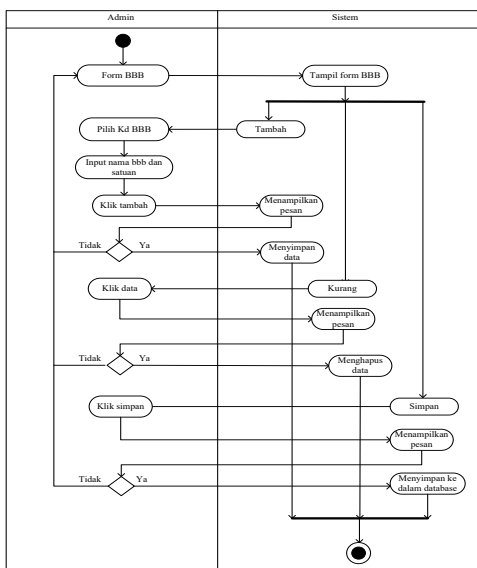 Admin
Sistem
Form BBB
Tampil form BBB
Pilih Kd BBB
Tambah
Input nama bbb dan
satuan
Klik tambah
Menampilkan
pesan
Tidak
Ya
Menyimpan
data
Klik data
Kurang
Menampilkan
pesan
Tidak
Ya
Menghapus
data
Klik simpan
Simpan
Menampilkan
pesan
Tidak
Ya
Menyimpan ke
dalam database